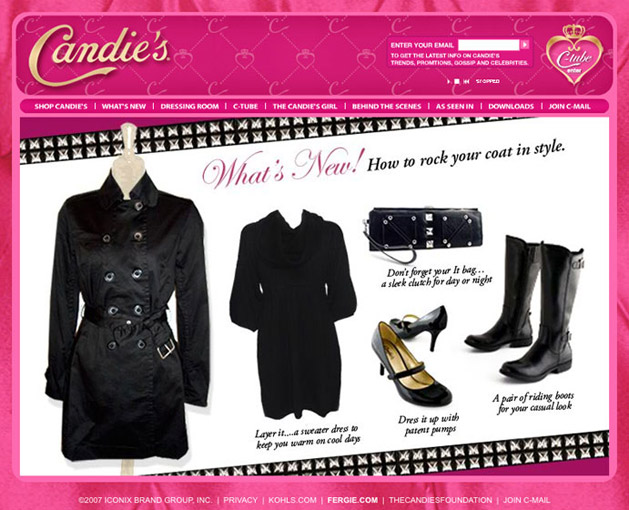 Candie's.
ENTER YOUR EMAIL
TO GET THE LATEST INFO ON CANDIE'S
TRENDS, PROMTIONS, GOSSIP AND CELEBRITIES.
STOPPED
C-tube
enter
SHOP CANDIE'S | WHAT'S NEW | DRESSING ROOM | C-TUBE | THE CANDIE'S GIRL | BEHIND THE SCENES | AS SEEN IN | DOWNLOADS | JOIN C-MAIL
What's New! How to rock your coat in style.
Don't forget your It bag...
a sleek clutch for day or night
A pair of riding boots
for your casual look
Dress it up with
patent pumps
Layer it....a sweater dress to
keep you warm on cool days
©2007 ICONIX BRAND GROUP, INC. | PRIVACY | KOHLS.COM | FERGIE.COM | THECANDIESFOUNDATION | JOIN C-MAIL